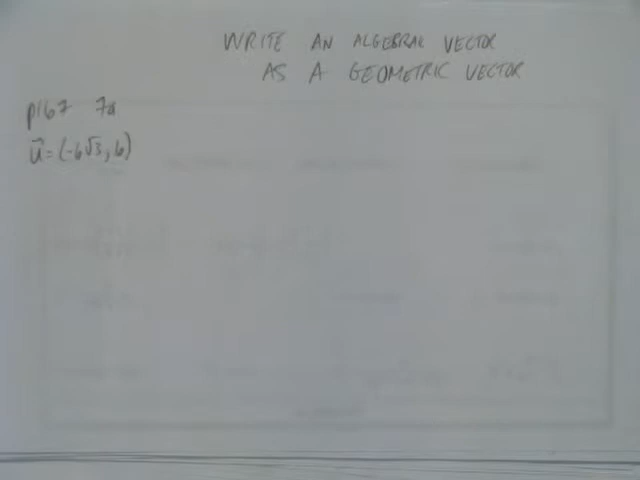 WRITE AN ALGEBRAIC VECTOR
AS A GEOMETRIC VECTOR
p167 7a
u⃗ = (-6√3, 6)